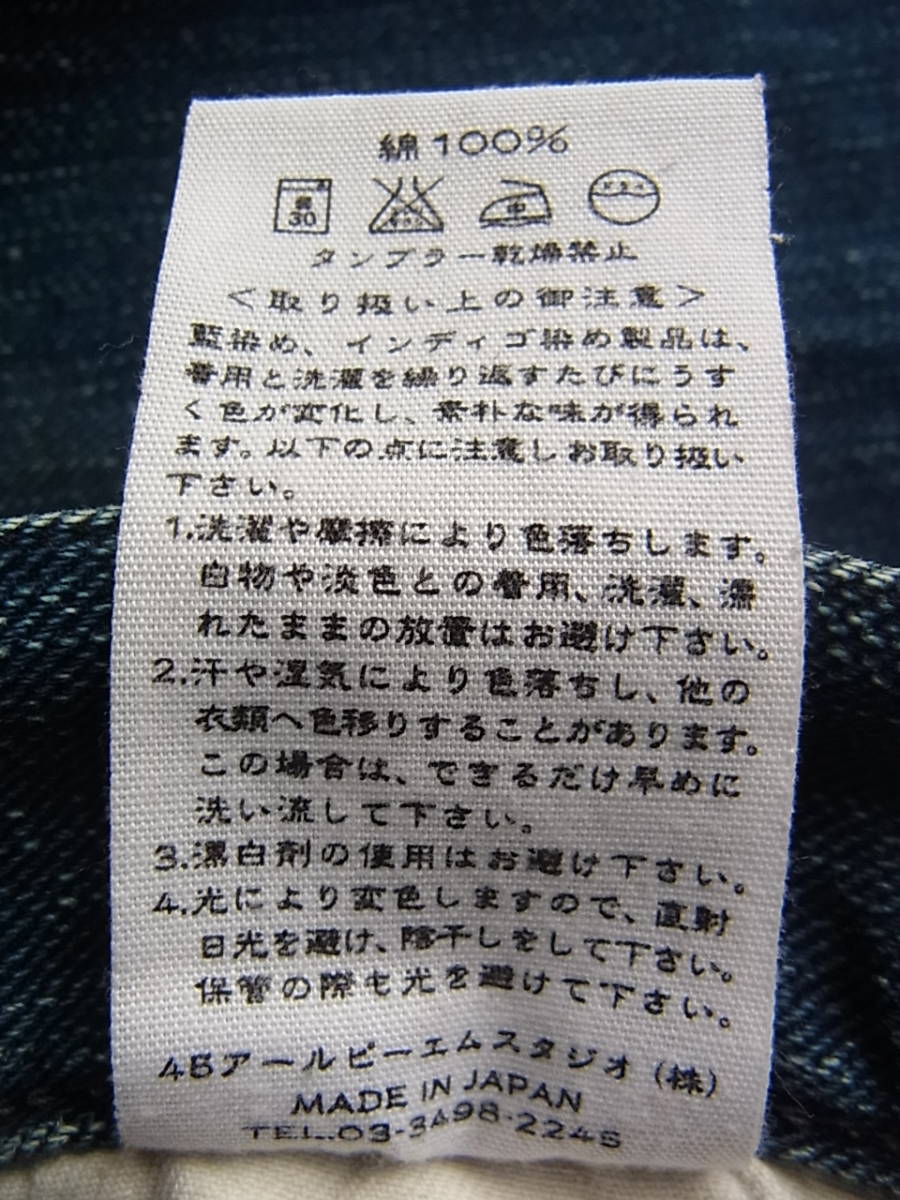 綿100%
弱 30 エンソ 中 ドライ
タンブラー乾燥禁止
<取り扱い上の御注意>
藍染め、インディゴ染め製品は、
着用と洗濯を繰り返すたびにうす
く色が変化し、素朴な味が得られ
ます。以下の点に注意しお取り扱い
下さい。
1.洗濯や摩擦により色落ちします。
白物や淡色との着用、洗濯、濡
れたままの放置はお避け下さい。
2.汗や湿気により色落ちし、他の
衣類へ色移りすることがあります。
この場合は、できるだけ早めに
洗い流して下さい。
3.漂白剤の使用はお避け下さい。
4.光により変色しますので、直射
日光を避け、陰干しをして下さい。
保管の際も光を避けて下さい。
45アールピーエムスタジオ(株)
MADE IN JAPAN
TEL.03-3498-2248